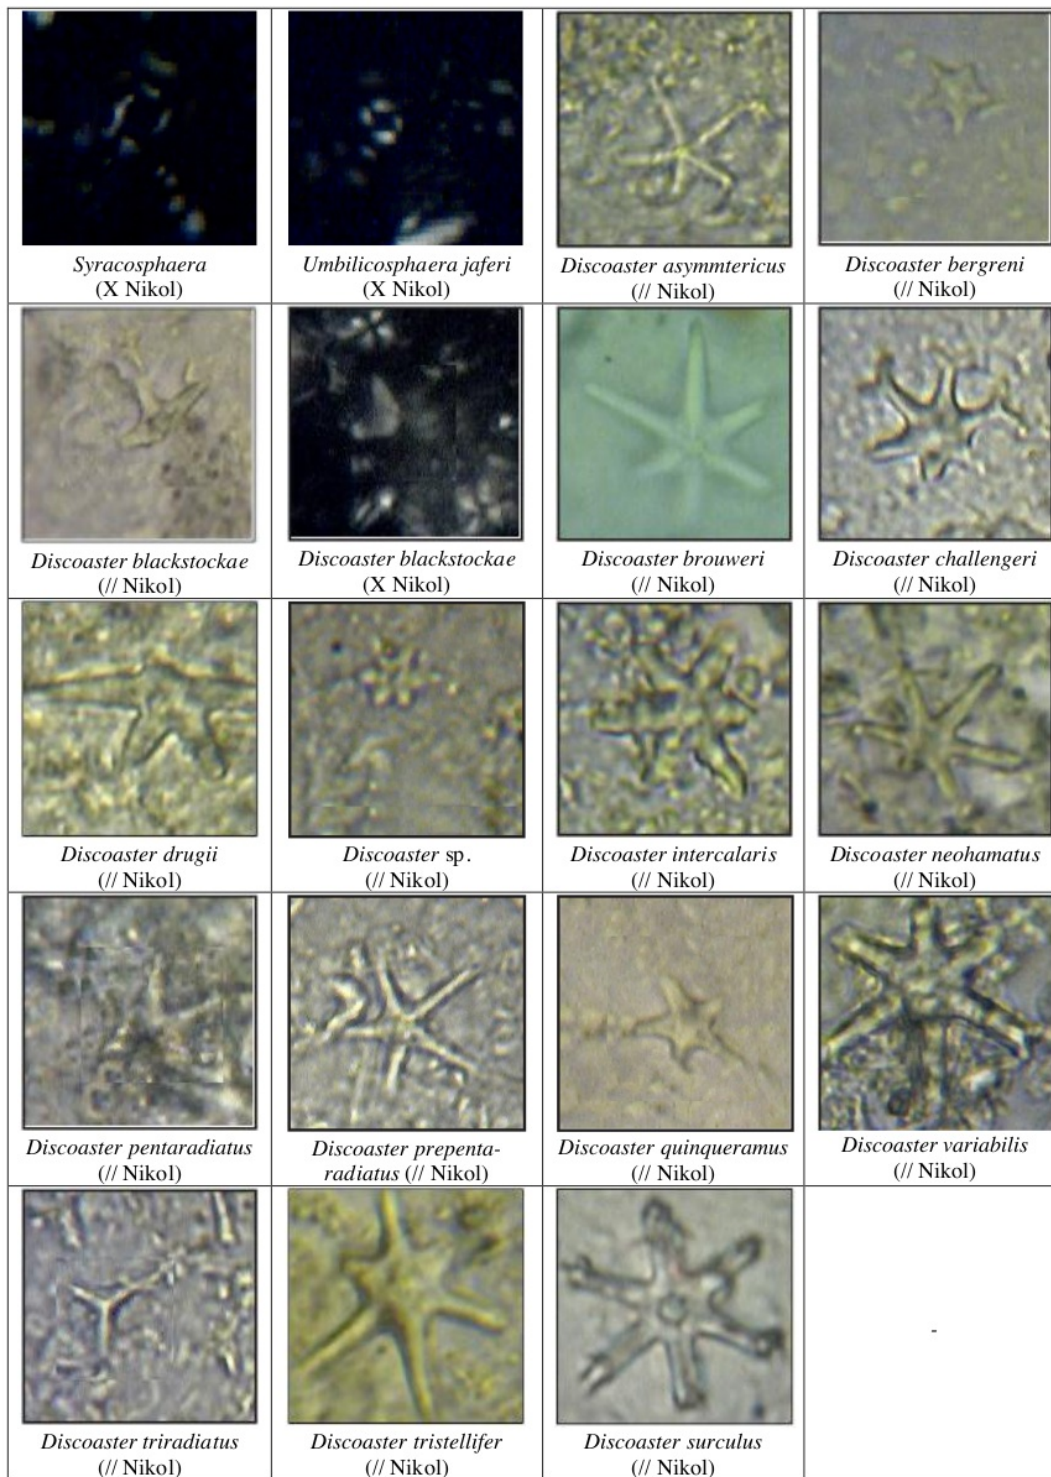 Syracosphaera
(X Nikol)
Umbilicosphaera jaferi
(X Nikol)
Discoaster asymmtericus
(// Nikol)
Discoaster bergreni
(// Nikol)
Discoaster blackstockae
(// Nikol)
Discoaster blackstockae
(X Nikol)
Discoaster brouweri
(// Nikol)
Discoaster challengeri
(// Nikol)
Discoaster drugii
(// Nikol)
Discoaster sp.
(// Nikol)
Discoaster intercalaris
(// Nikol)
Discoaster neohamatus
(// Nikol)
Discoaster pentaradiatus
(// Nikol)
Discoaster prepenta-
radiatus (// Nikol)
Discoaster quinqueramus
(// Nikol)
Discoaster variabilis
(// Nikol)
Discoaster triradiatus
(// Nikol)
Discoaster tristellifer
(// Nikol)
Discoaster surculus
(// Nikol)
-